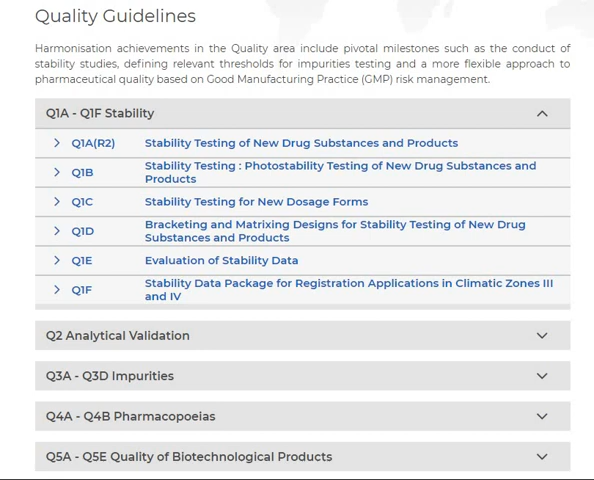 Quality Guidelines
Harmonisation achievements in the Quality area include pivotal milestones such as the conduct of
stability studies, defining relevant thresholds for impurities testing and a more flexible approach to
pharmaceutical quality based on Good Manufacturing Practice (GMP) risk management.
Q1A - Q1F Stability
Q1A(R2) Stability Testing of New Drug Substances and Products
Q1B Stability Testing : Photostability Testing of New Drug Substances and
Products
Q1C Stability Testing for New Dosage Forms
Q1D Bracketing and Matrixing Designs for Stability Testing of New Drug
Substances and Products
Q1E Evaluation of Stability Data
Q1F Stability Data Package for Registration Applications in Climatic Zones III
and IV
Q2 Analytical Validation
Q3A - Q3D Impurities
Q4A - Q4B Pharmacopoeias
Q5A - Q5E Quality of Biotechnological Products